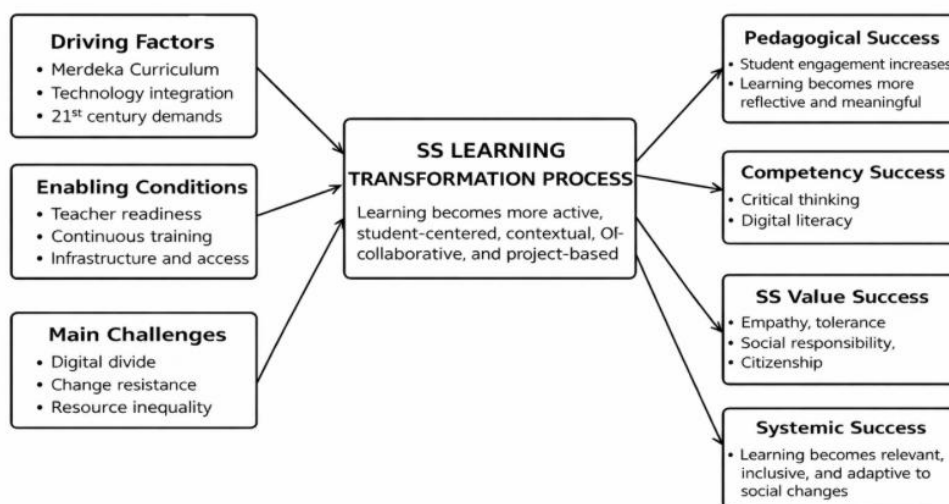 Driving Factors
• Merdeka Curriculum
• Technology integration
• 21st century demands
Enabling Conditions
• Teacher readiness
• Continuous training
• Infrastructure and access
Main Challenges
• Digital divide
• Change resistance
• Resource inequality
SS LEARNING
TRANSFORMATION PROCESS
Learning becomes more active,
student-centered, contextual, Of-
collaborative, and project-based
Pedagogical Success
• Student engagement increases
• Learning becomes more
reflective and meaningful
Competency Success
• Critical thinking
• Digital literacy
SS Value Success
• Empathy, tolerance
• Social responsibility,
• Citizenship
Systemic Success
• Learning becomes relevant,
inclusive, and adaptive to
social changes